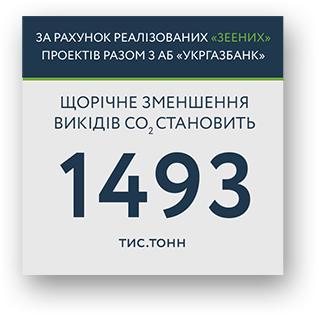 ЗА РАХУНОК РЕАЛІЗОВАНИХ «ЗЕЕНИХ»
ПРОЕКТІВ РАЗОМ З АБ «УКРГАЗБАНК»
ЩОРІЧНЕ ЗМЕНШЕННЯ
ВИКІДІВ CO₂ СТАНОВИТЬ
1493
ТИС.ТОНН